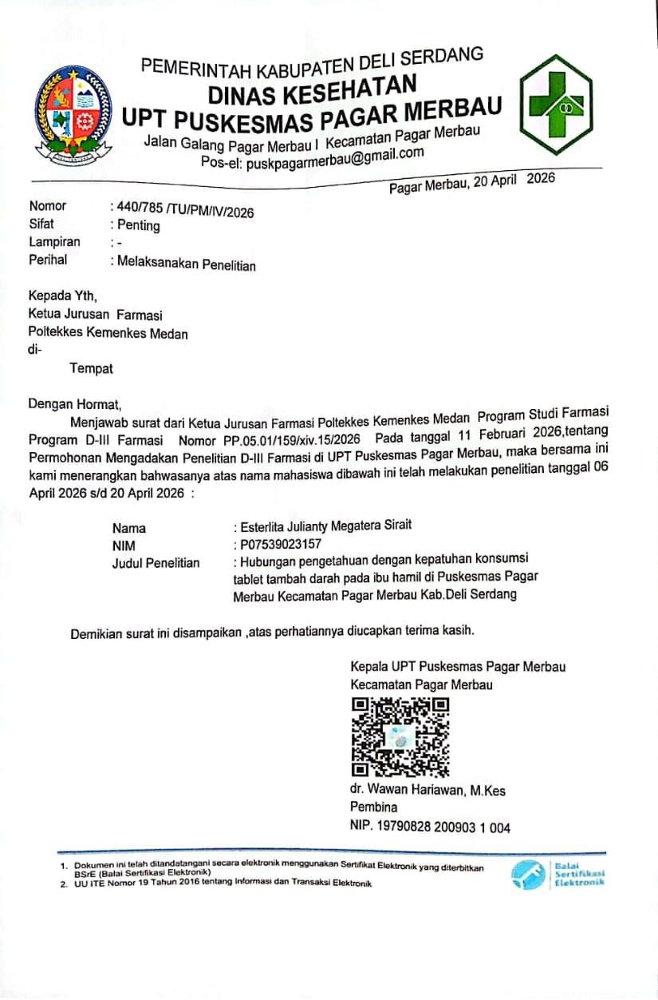 PEMERINTAH KABUPATEN DELI SERDANG
DINAS KESEHATAN
UPT PUSKESMAS PAGAR MERBAU
Jalan Galang Pagar Merbau I Kecamatan Pagar Merbau
Pos-el: puskpagarmerbau@gmail.com
Pagar Merbau, 20 April 2026
Nomor : 440/785 /TU/PM/IV/2026
Sifat : Penting
Lampiran : -
Perihal : Melaksanakan Penelitian
Kepada Yth,
Ketua Jurusan Farmasi
Poltekkes Kemenkes Medan
di-
Tempat
Dengan Hormat,
Menjawab surat dari Ketua Jurusan Farmasi Poltekkes Kemenkes Medan Program Studi Farmasi
Program D-III Farmasi Nomor PP.05.01/159/xiv.15/2026 Pada tanggal 11 Februari 2026,tentang
Permohonan Mengadakan Penelitian D-III Farmasi di UPT Puskesmas Pagar Merbau, maka bersama ini
kami menerangkan bahwasanya atas nama mahasiswa dibawah ini telah melakukan penelitian tanggal 06
April 2026 s/d 20 April 2026 :
Nama : Esterlita Julianty Megatera Sirait
NIM : P07539023157
Judul Penelitian : Hubungan pengetahuan dengan kepatuhan konsumsi
tablet tambah darah pada ibu hamil di Puskesmas Pagar
Merbau Kecamatan Pagar Merbau Kab.Deli Serdang
Demikian surat ini disampaikan ,atas perhatiannya diucapkan terima kasih.
Kepala UPT Puskesmas Pagar Merbau
Kecamatan Pagar Merbau
dr. Wawan Hariawan, M.Kes
Pembina
NIP. 19790828 200903 1 004
1. Dokumen ini telah ditandatangani secara elektronik menggunakan Sertifikat Elektronik yang diterbitkan
BSrE (Balai Sertifikasi Elektronik)
2. UU ITE Nomor 19 Tahun 2016 tentang Informasi dan Transaksi Elektronik
Balai
Sertifikasi
Elektronik